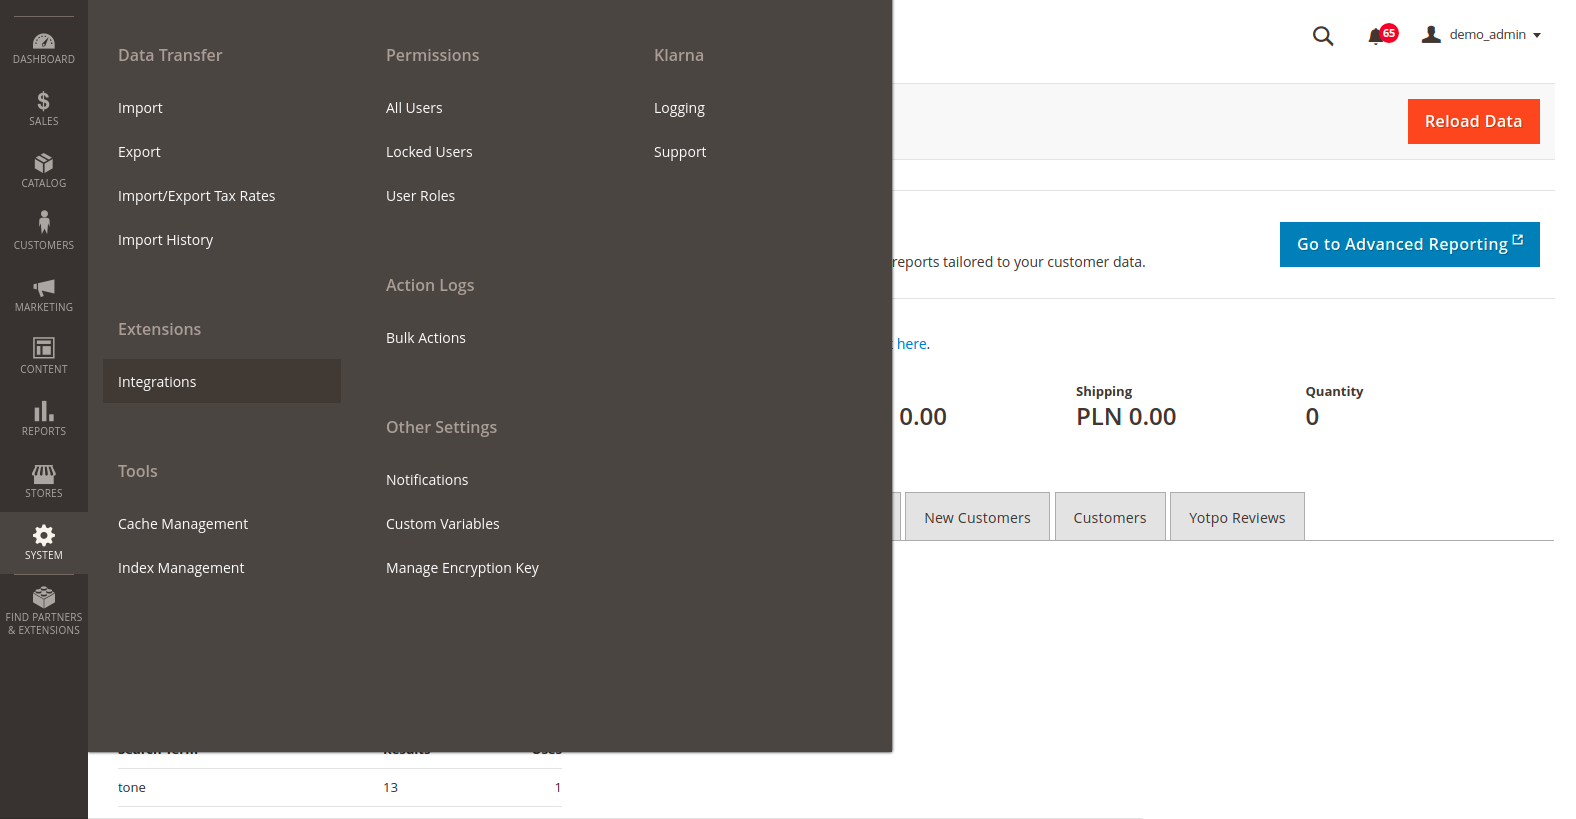 DASHBOARD
SALES
CATALOG
CUSTOMERS
MARKETING
CONTENT
REPORTS
STORES
SYSTEM
FIND PARTNERS
& EXTENSIONS
Data Transfer
Import
Export
Import/Export Tax Rates
Import History
Extensions
Integrations
Tools
Cache Management
Index Management
Permissions
All Users
Locked Users
User Roles
Action Logs
Bulk Actions
Other Settings
Notifications
Custom Variables
Manage Encryption Key
Klarna
Logging
Support
65
demo_admin
Reload Data
reports tailored to your customer data.
Go to Advanced Reporting
here.
0.00
Shipping
PLN 0.00
Quantity
0
New Customers
Customers
Yotpo Reviews
Search Term Results Uses
tone 13 1